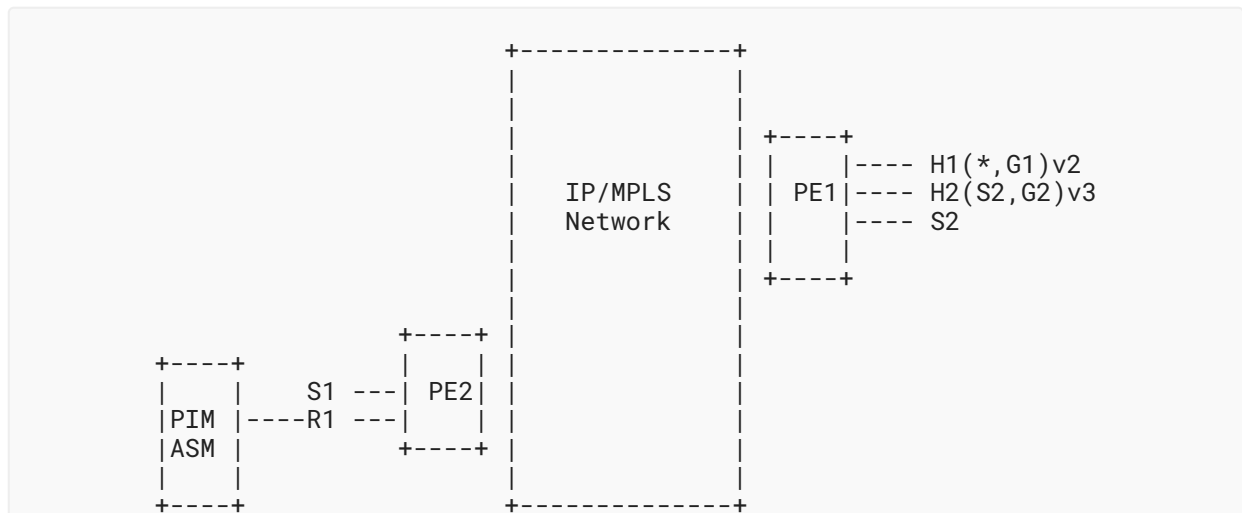 H1(*,G1)v2
IP/MPLS PE1 H2(S2,G2)v3
Network S2
S1 PE2
PIM R1
ASM